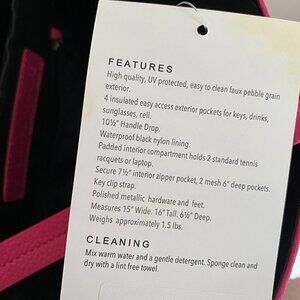 FEATURES
High quality, UV protected, easy to clean faux pebble grain
exterior.
4 insulated easy access exterior pockets for keys, drinks,
sunglasses, cell.
10½" Handle Drop.
Waterproof black nylon lining.
Padded interior compartment holds 2 standard tennis
racquets or laptop.
Secure 7½" interior zipper pocket, 2 mesh 6" deep pockets.
Key clip strap.
Polished metallic hardware and feet.
Measures 15" Wide. 16" Tall. 6½" Deep.
Weighs approximately 1.5 lbs.
CLEANING
Mix warm water and a gentle detergent. Sponge clean and
dry with a lint free towel.